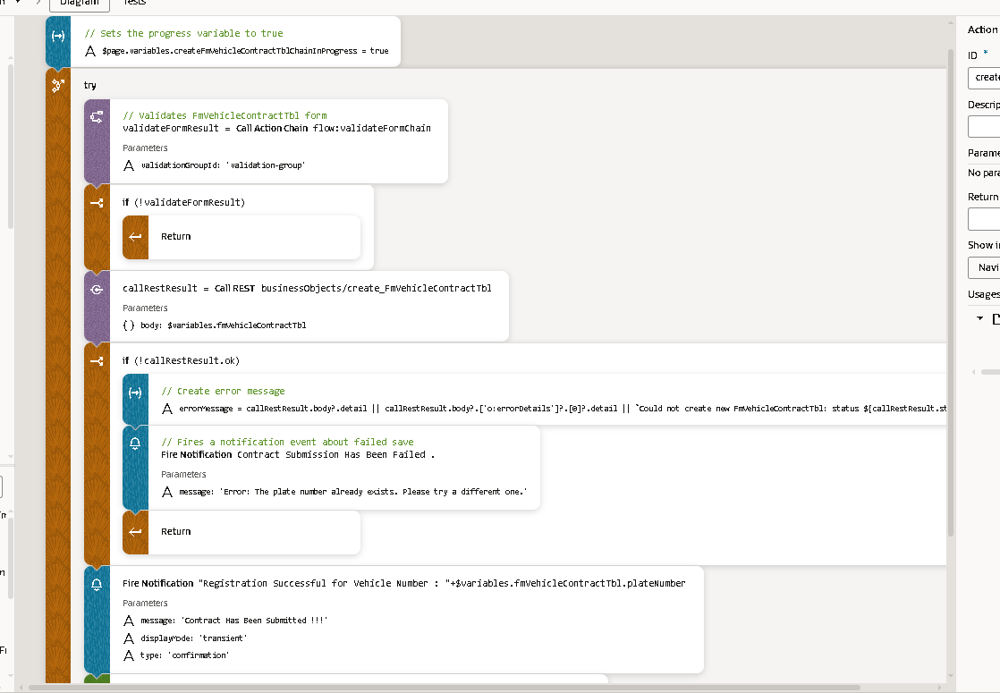 Diagram
Tests
// Sets the progress variable to true
$page.variables.createFmVehicleContractTblChainInProgress = true
try
// Validates FmVehicleContractTbl form
validateFormResult = Call Action Chain flow:validateFormChain
Parameters
validationGroupId: 'validation-group'
if (!validateFormResult)
Return
callRestResult = Call REST businessObjects/create_FmVehicleContractTbl
Parameters
{ } body: $variables.fmVehicleContractTbl
if (!callRestResult.ok)
// Create error message
errorMessage = callRestResult.body?.detail || callRestResult.body?.['o:errorDetails']?.[0]?.detail || `Could not create new FmVehicleContractTbl: status ${callRestResult.st
// Fires a notification event about failed save
Fire Notification Contract Submission Has Been Failed .
Parameters
message: 'Error: The plate number already exists. Please try a different one.'
Return
Fire Notification "Registration Successful for Vehicle Number : "+$variables.fmVehicleContractTbl.plateNumber
Parameters
message: 'Contract Has Been Submitted !!!'
displayMode: 'transient'
type: 'confirmation'
Action
ID *
create
Descrip
Parame
No para
Return
Show in
Navi
Usages